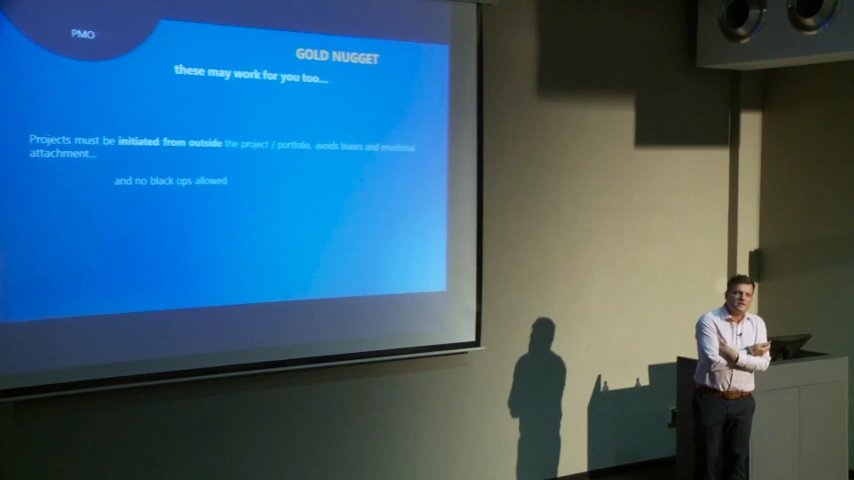 PMO
GOLD NUGGET
these may work for you too...
Projects must be initiated from outside the project / portfolio, avoids biases and emotional
attachment...
and no black ops allowed